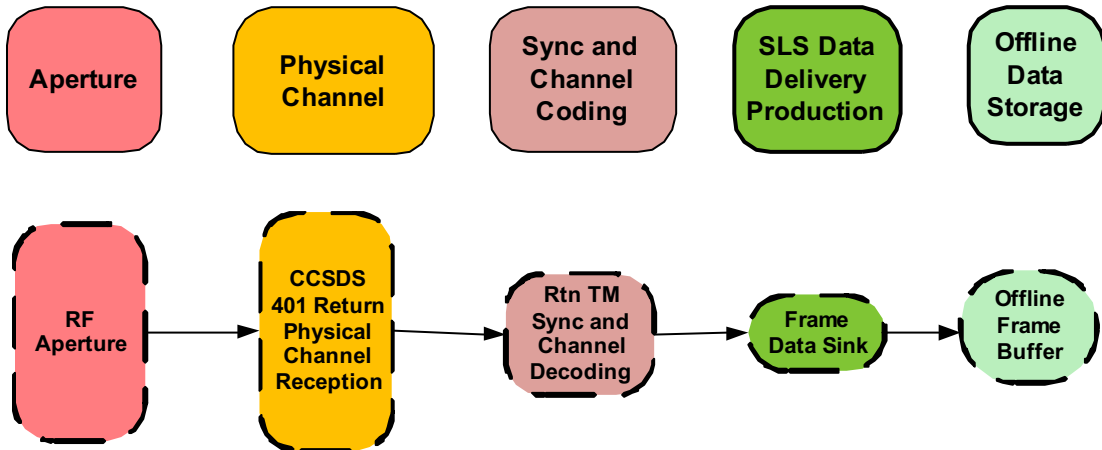 Aperture
Physical
Channel
Sync and
Channel
Coding
SLS Data
Delivery
Production
Offline
Data
Storage
RF
Aperture
CCSDS
401 Return
Physical
Channel
Reception
Rtn TM
Sync and
Channel
Decoding
Frame
Data Sink
Offline
Frame
Buffer